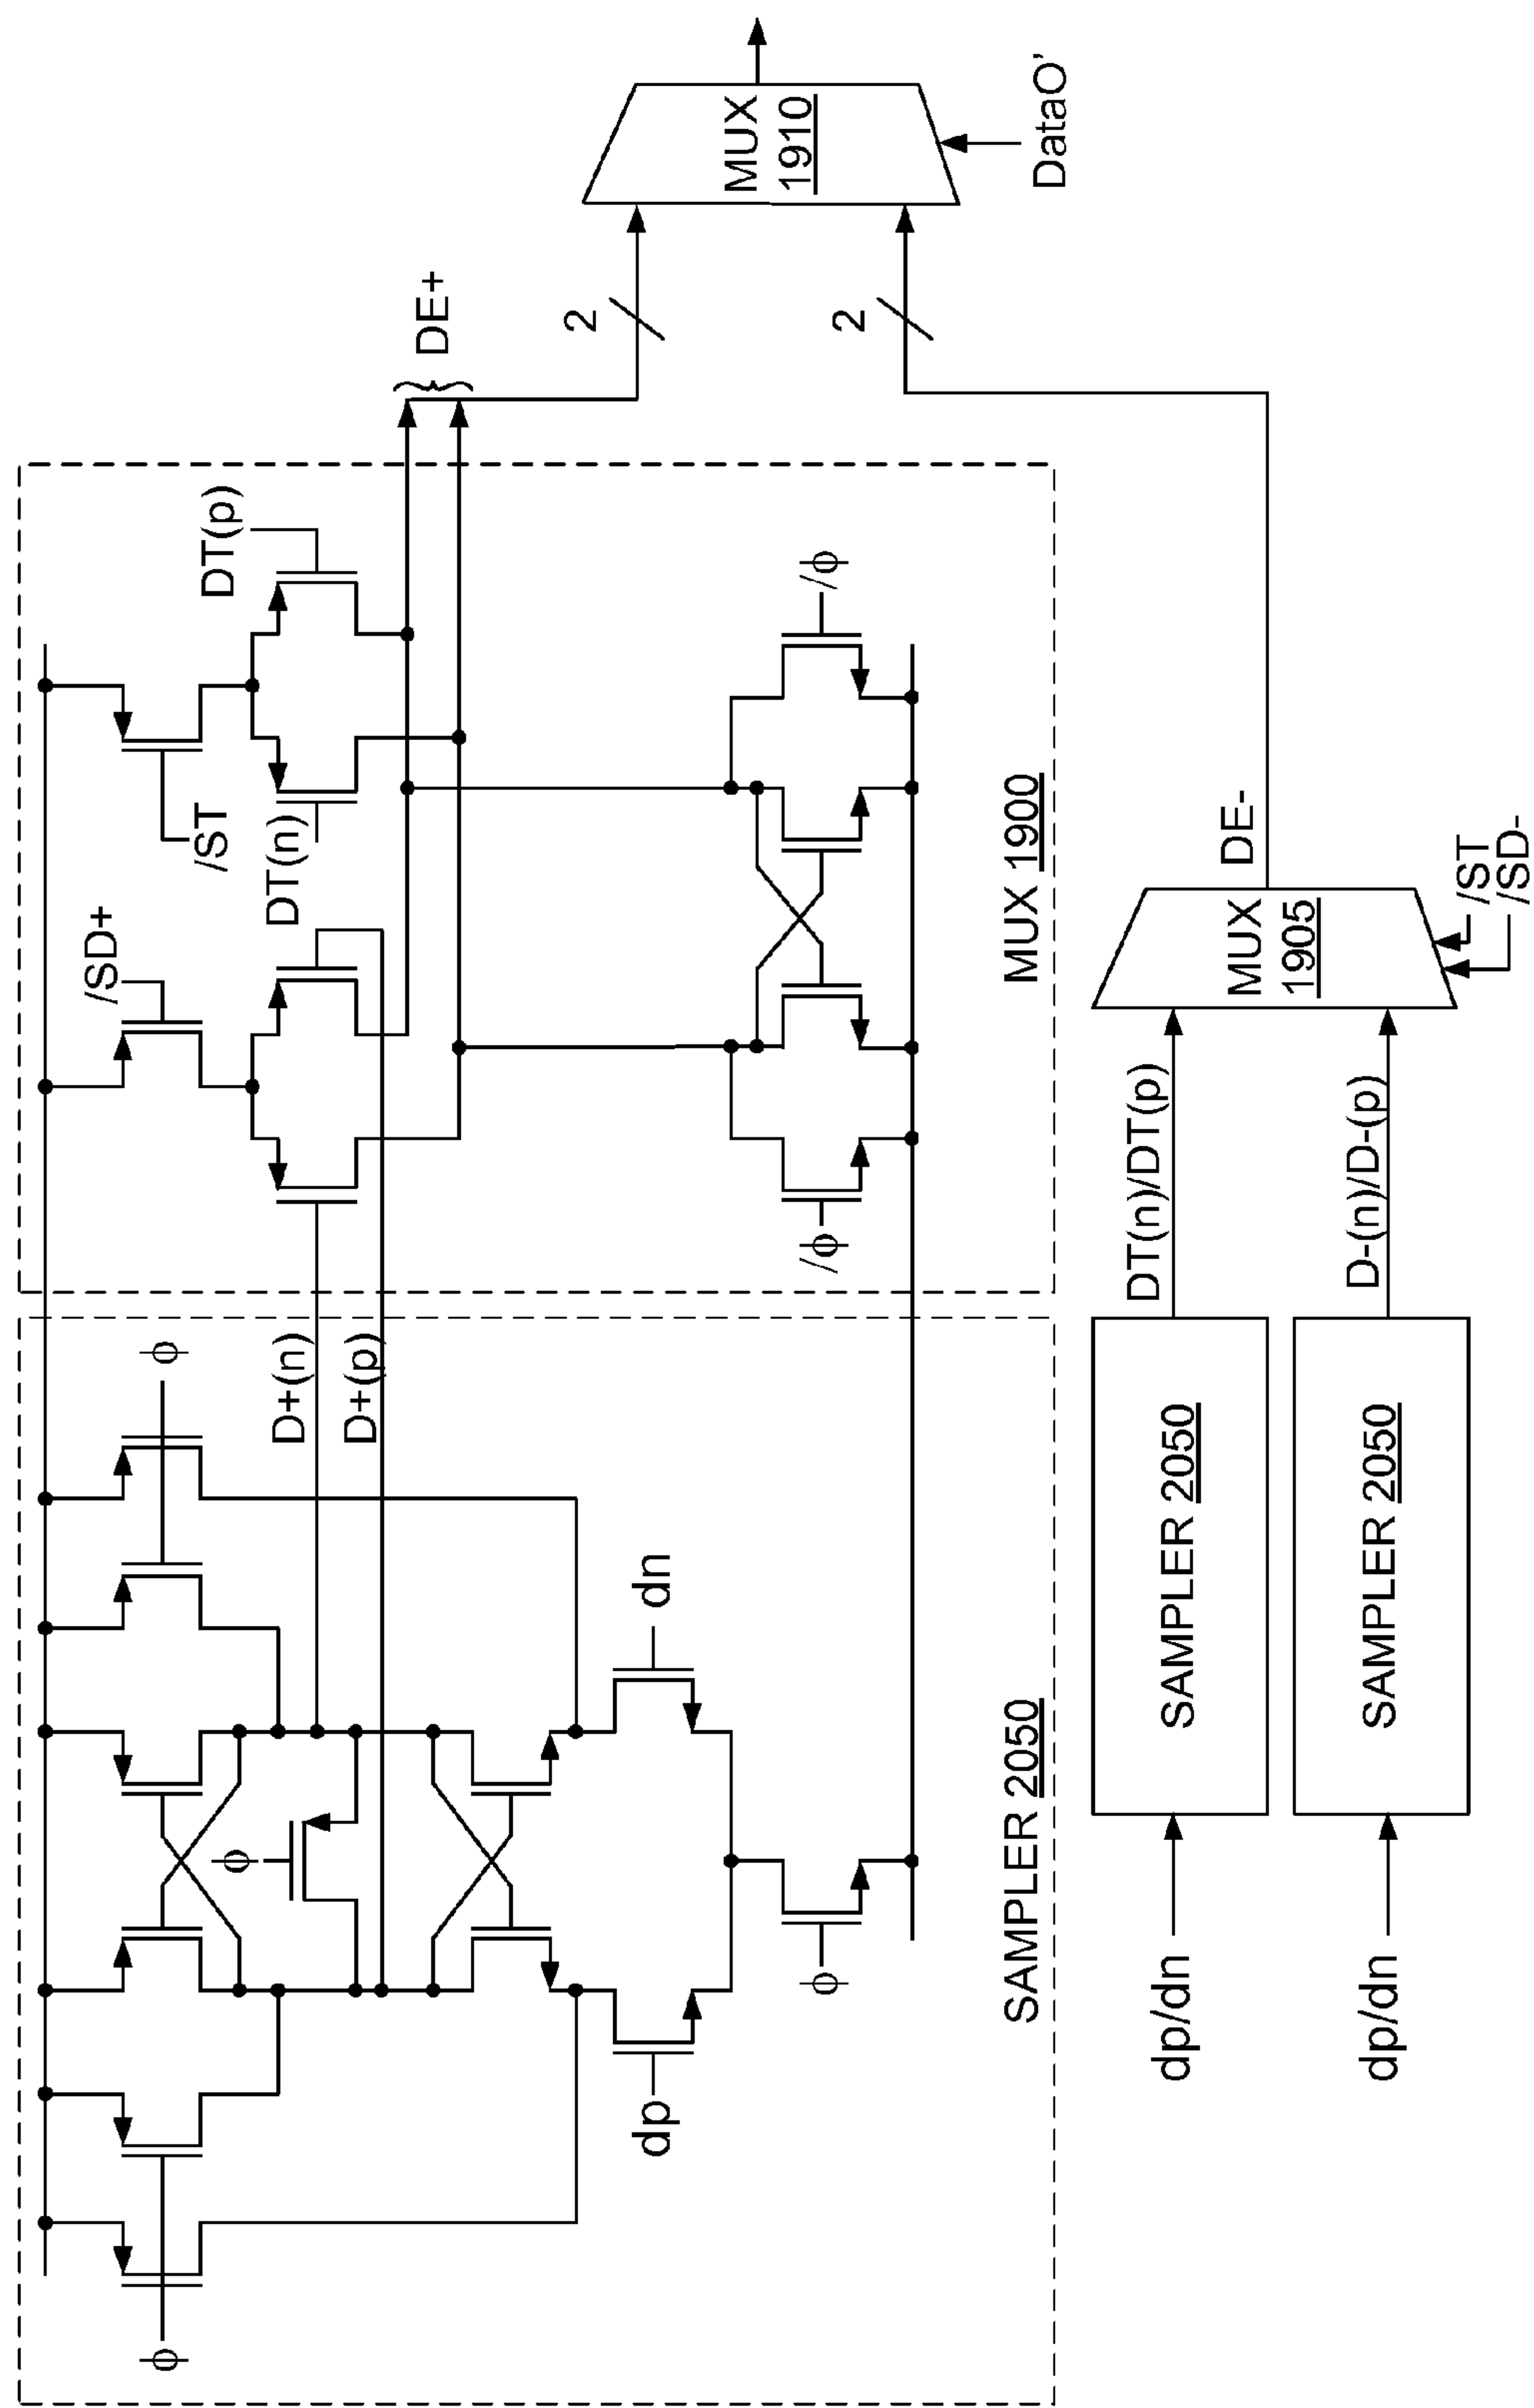 ϕ
ϕ
/SD+
/ST
DT(p)
DT(n)
DE+
D+(n)
D+(p)
ϕ
dp
dn
ϕ
/ϕ
/ϕ
SAMPLER 2050
MUX 1900
2
2
MUX
1910
DataO'
dp/dn
SAMPLER 2050
DT(n)/DT(p)
MUX
1905
DE-
dp/dn
SAMPLER 2050
D-(n)/D-(p)
/ST
/SD-